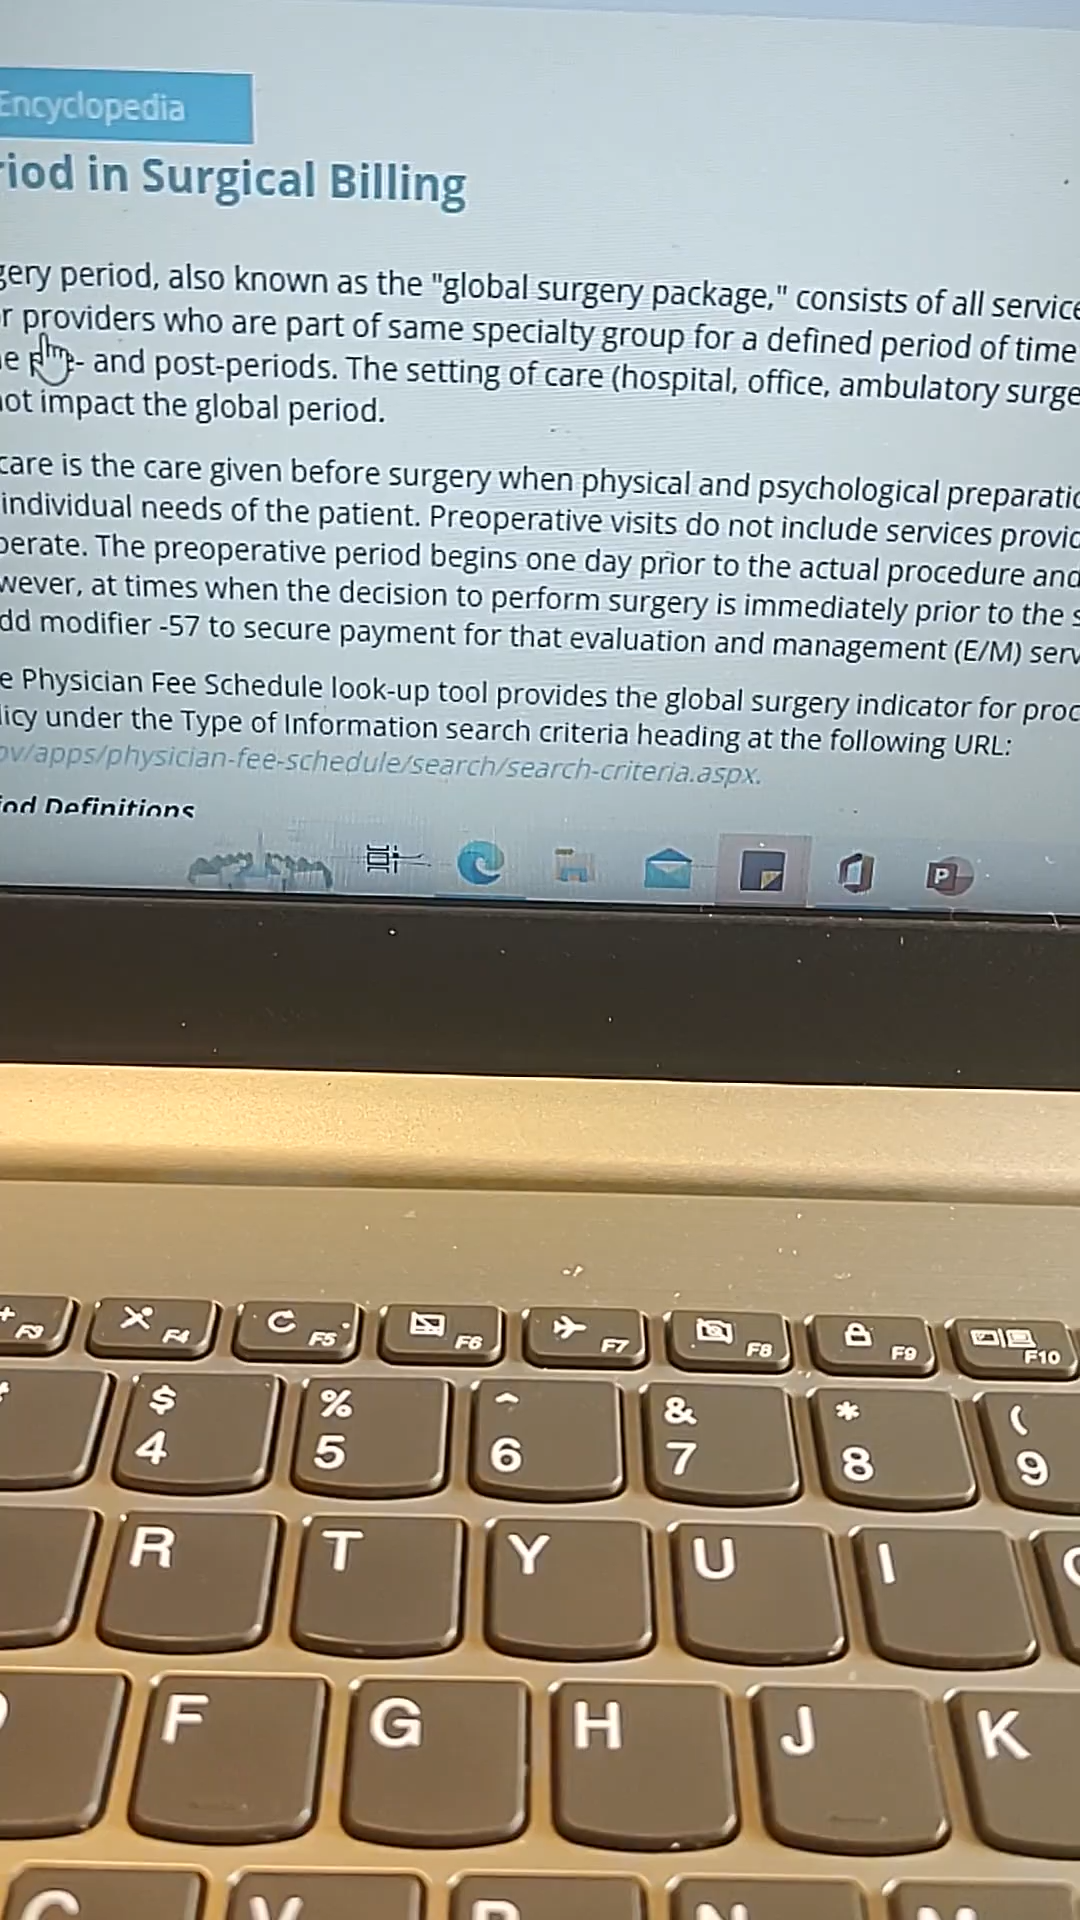 Encyclopedia
riod in Surgical Billing
gery period, also known as the "global surgery package," consists of all service
r providers who are part of same specialty group for a defined period of time
e - and post-periods. The setting of care (hospital, office, ambulatory surge
not impact the global period.
care is the care given before surgery when physical and psychological preparatio
individual needs of the patient. Preoperative visits do not include services provid
perate. The preoperative period begins one day prior to the actual procedure and
wever, at times when the decision to perform surgery is immediately prior to the s
dd modifier -57 to secure payment for that evaluation and management (E/M) serv
e Physician Fee Schedule look-up tool provides the global surgery indicator for proc
licy under the Type of Information search criteria heading at the following URL:
ov/apps/physician-fee-schedule/search/search-criteria.aspx.
iod Definitions
P
+ F3 F4 F5 F6 F7 F8 F9 F10
$ % ^ & * (
4 5 6 7 8 9
R T Y U I
F G H J K
C V B N M